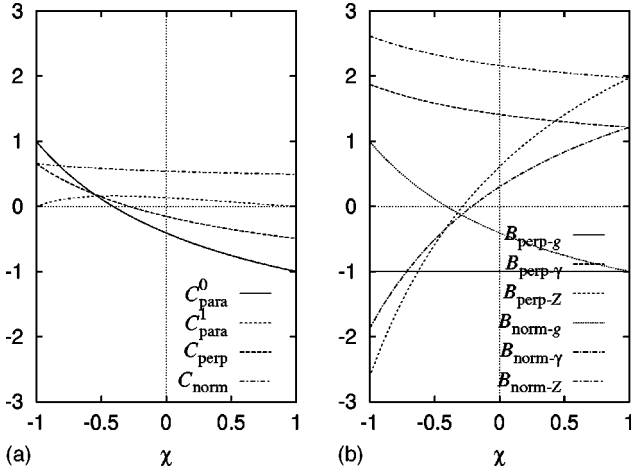 3
2
1
0
-1
-2
-3
-1
-0.5
0
0.5
1
C⁰para
C¹para
Cperp
Cnorm
(a)
χ
3
2
1
0
-1
-2
-3
-1
-0.5
0
0.5
1
Bperp-g
Bperp-γ
Bperp-Z
Bnorm-g
Bnorm-γ
Bnorm-Z
(b)
χ